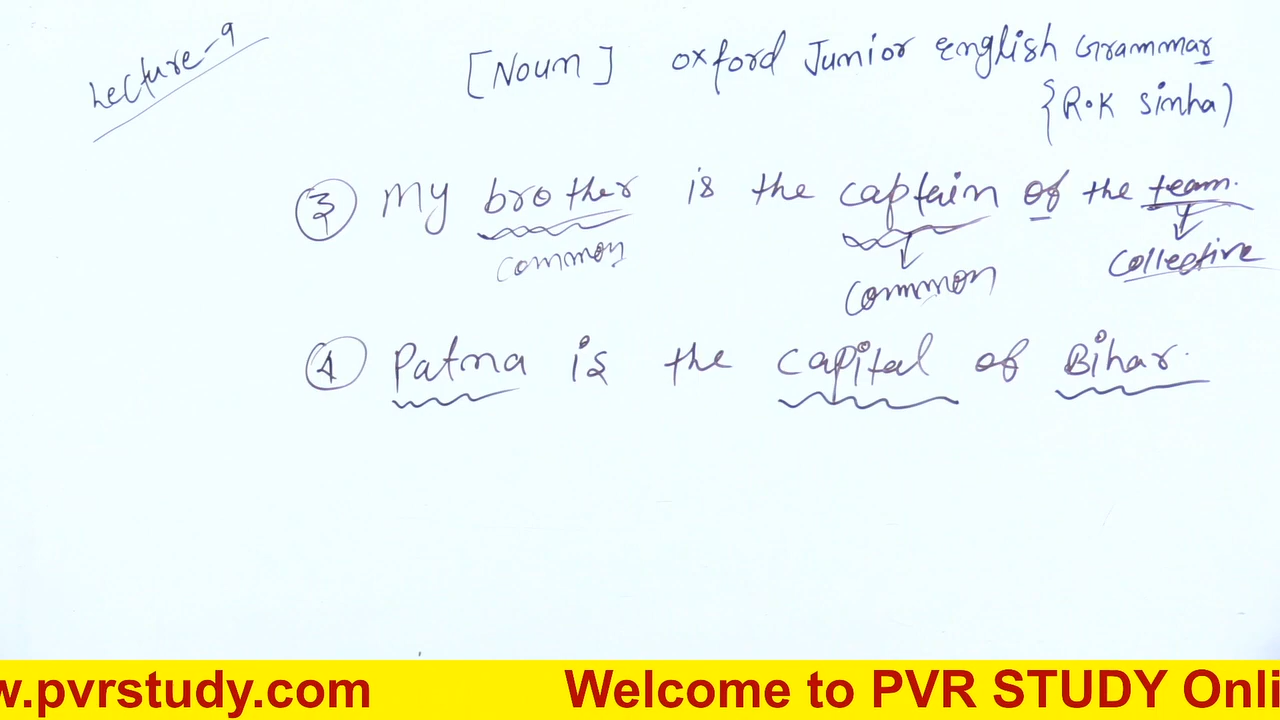 Lecture-9
[Noun] Oxford Junior English Grammar
{R.K Sinha)
③ My brother is the captain of the team.
common
common
Collective
④ Patna is the capital of Bihar.
w.pvrstudy.com Welcome to PVR STUDY Onli